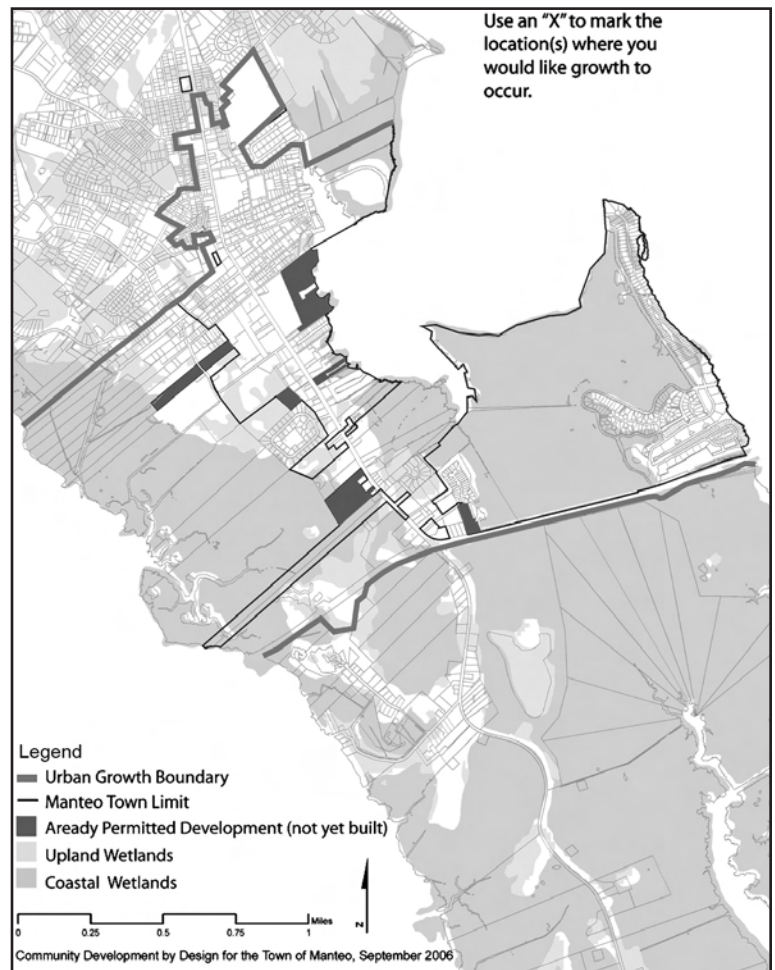 Use an "X" to mark the
location(s) where you
would like growth to
occur.
Legend
Urban Growth Boundary
Manteo Town Limit
Aready Permitted Development (not yet built)
Upland Wetlands
Coastal Wetlands
0 0.25 0.5 0.75 1 Miles
N
Community Development by Design for the Town of Manteo, September 2006